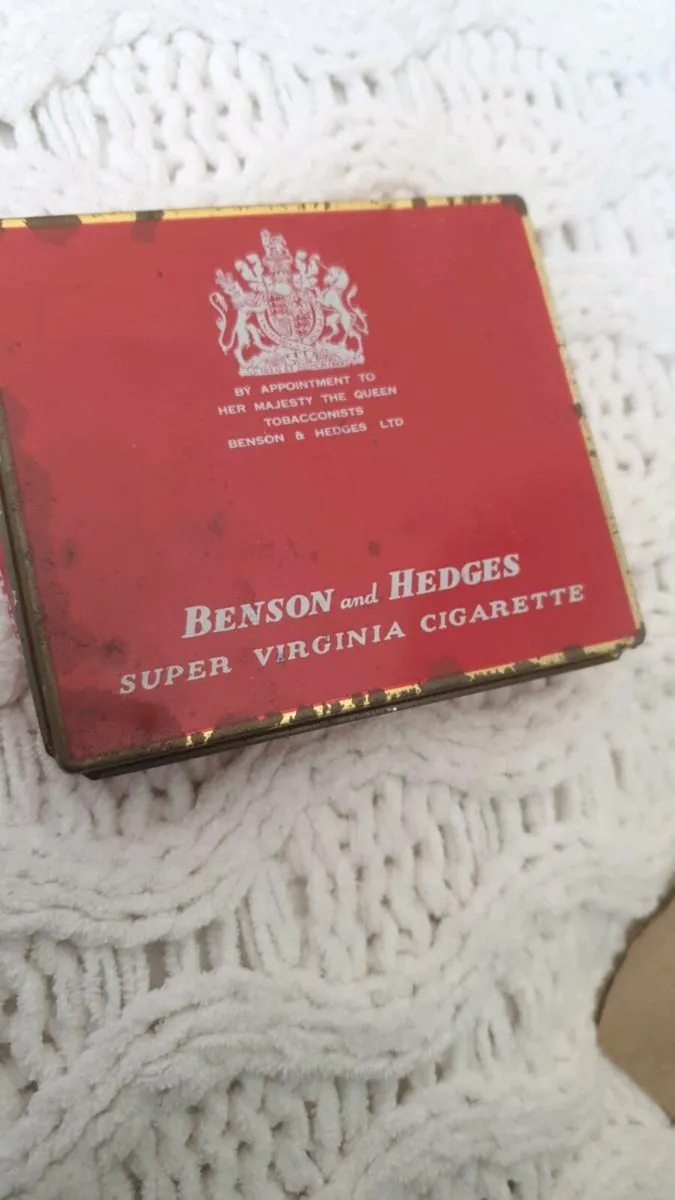 BY APPOINTMENT TO
HER MAJESTY THE QUEEN
TOBACCONISTS
BENSON & HEDGES LTD
BENSON and HEDGES
SUPER VIRGINIA CIGARETTE